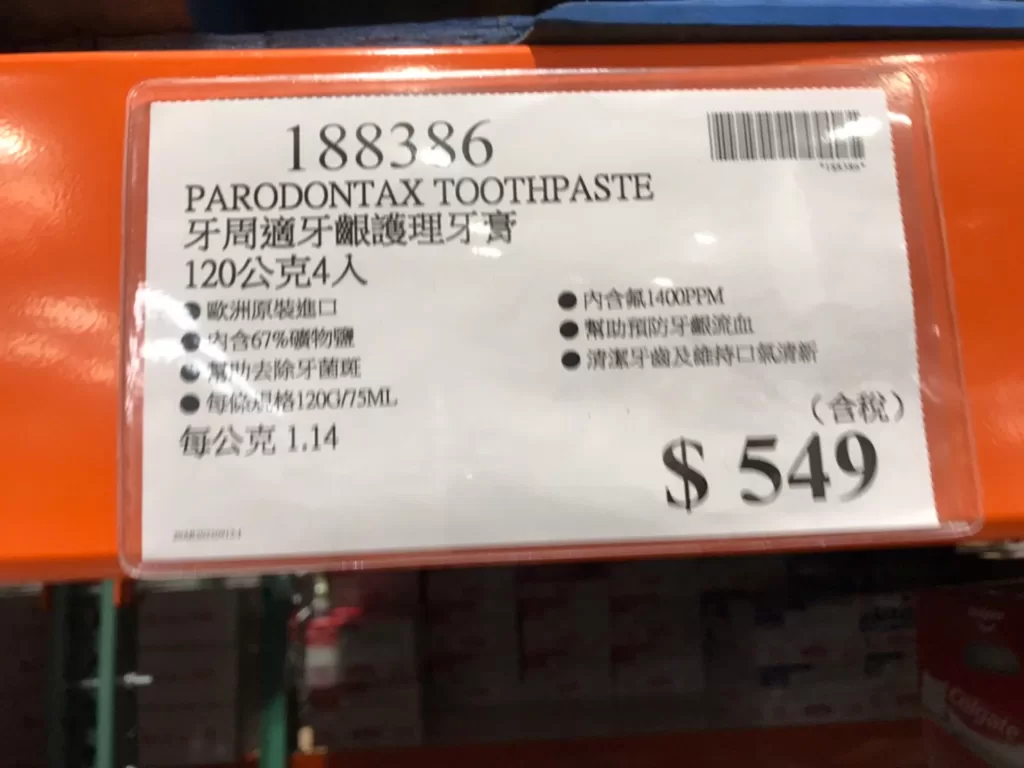 188386
*188386*
PARODONTAX TOOTHPASTE
牙周適牙齦護理牙膏
120公克4入
●歐洲原裝進口
●內含67%礦物鹽
●幫助去除牙菌斑
●每條規格120G/75ML
●內含氟1400PPM
●幫助預防牙齦流血
●清潔牙齒及維持口氣清新
每公克 1.14
(含稅)
$ 549
Colgate